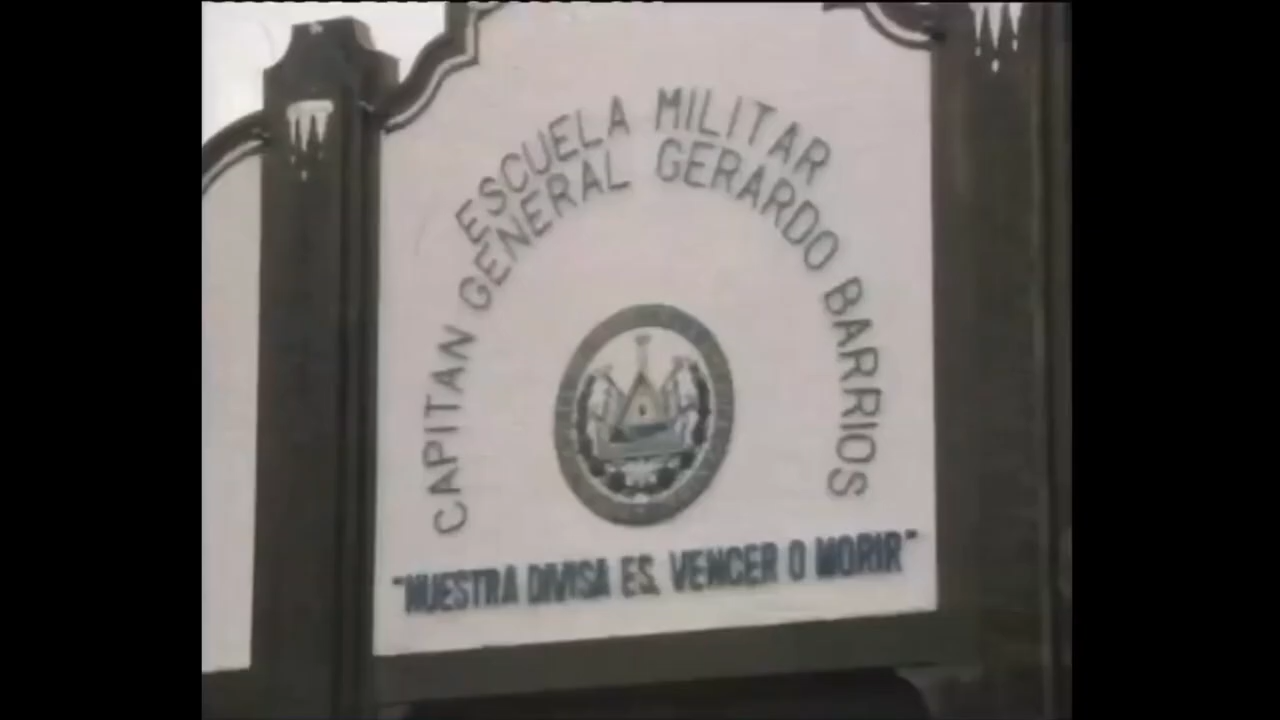 ESCUELA MILITAR
CAPITAN GENERAL GERARDO BARRIOS
"NUESTRA DIVISA ES. VENCER O MORIR"